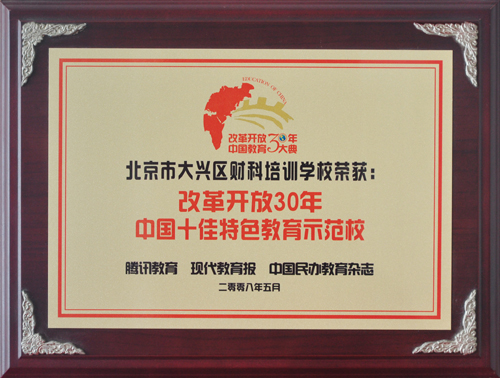 EDUCATION OF CHINA
改革开放30年
中国教育大典
北京市大兴区财科培训学校荣获：
改革开放30年
中国十佳特色教育示范校
腾讯教育 现代教育报 中国民办教育杂志
二零零八年五月